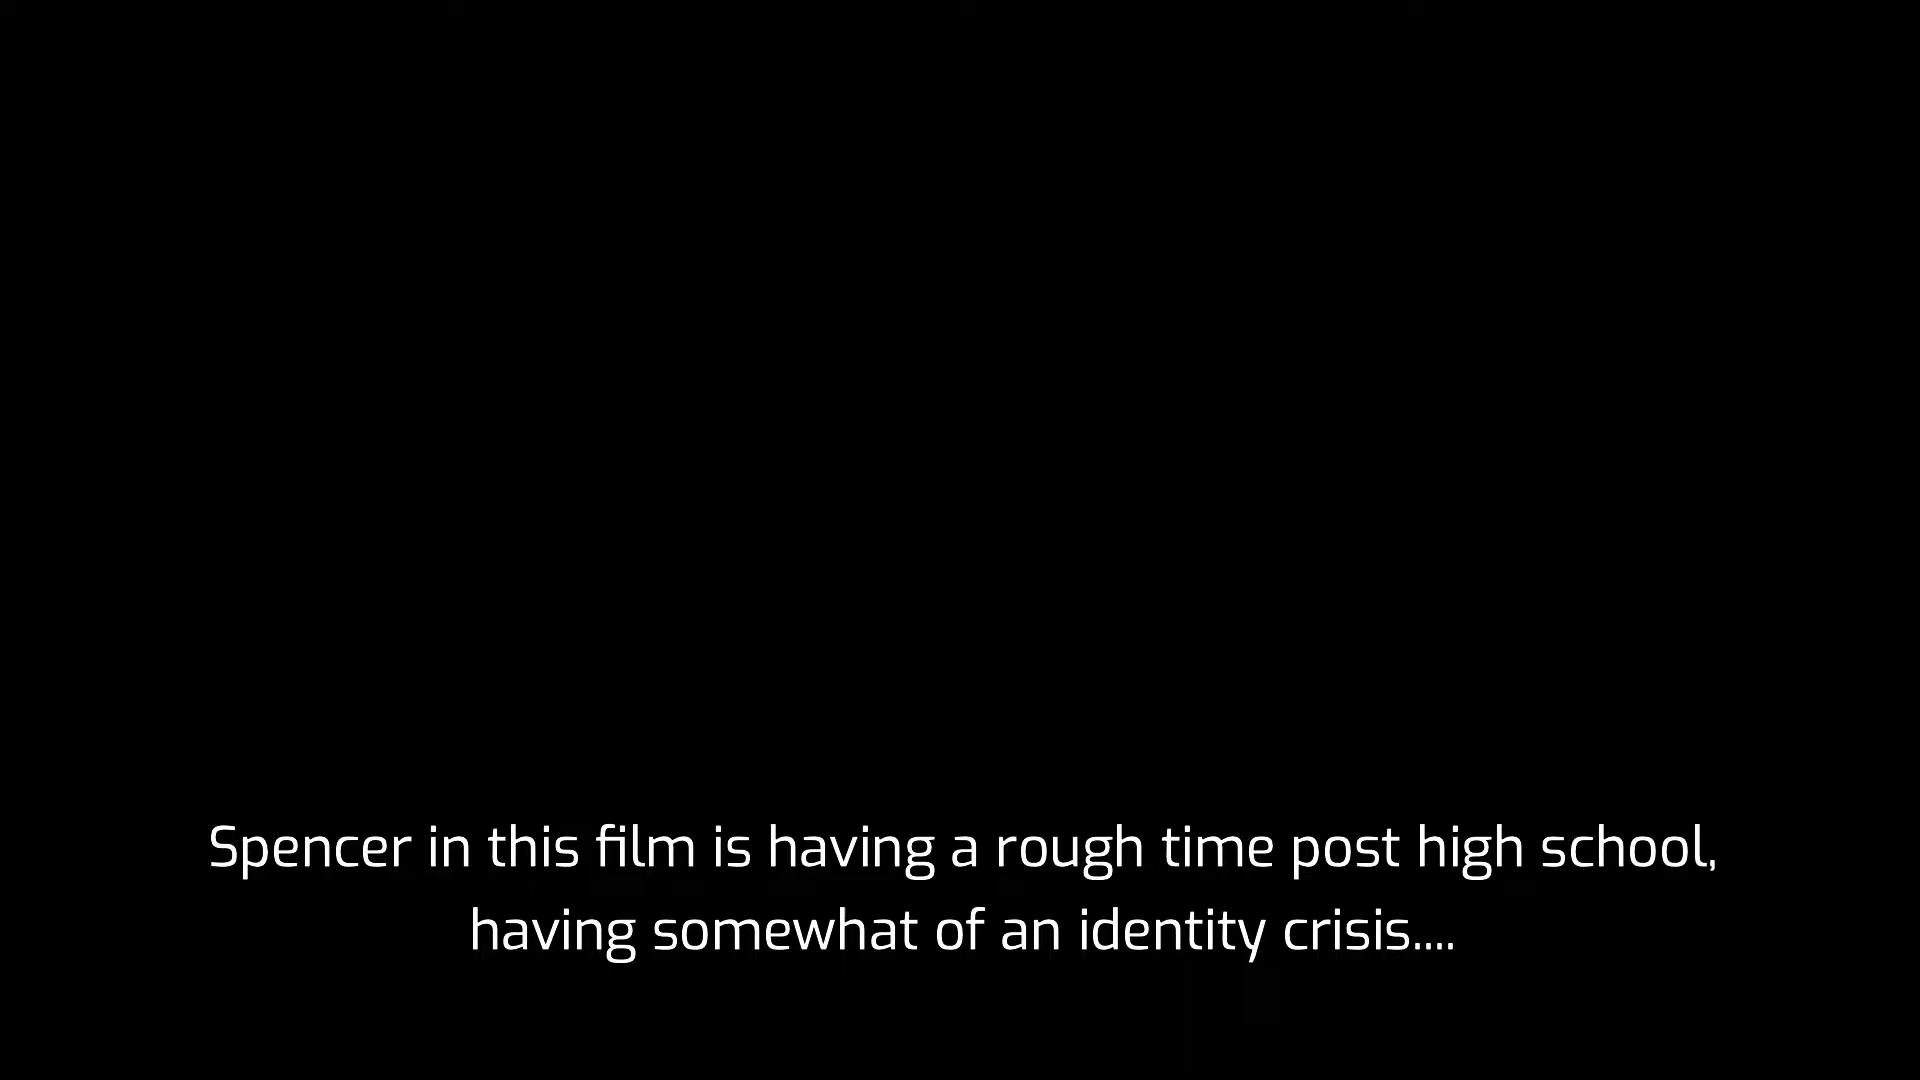 Spencer in this film is having a rough time post high school,
having somewhat of an identity crisis....